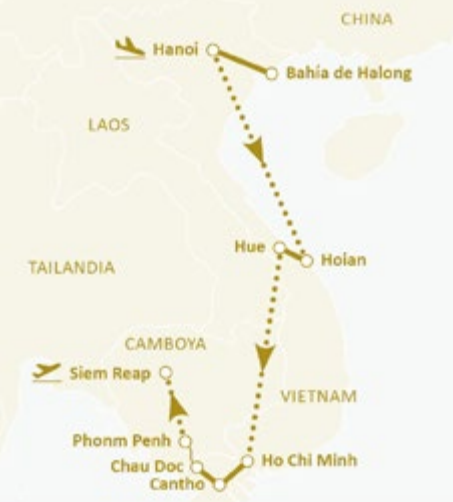 CHINA
Hanoi
Bahía de Halong
LAOS
Hue
Hoian
TAILANDIA
CAMBOYA
Siem Reap
VIETNAM
Phonm Penh
Ho Chi Minh
Chau Doc
Cantho